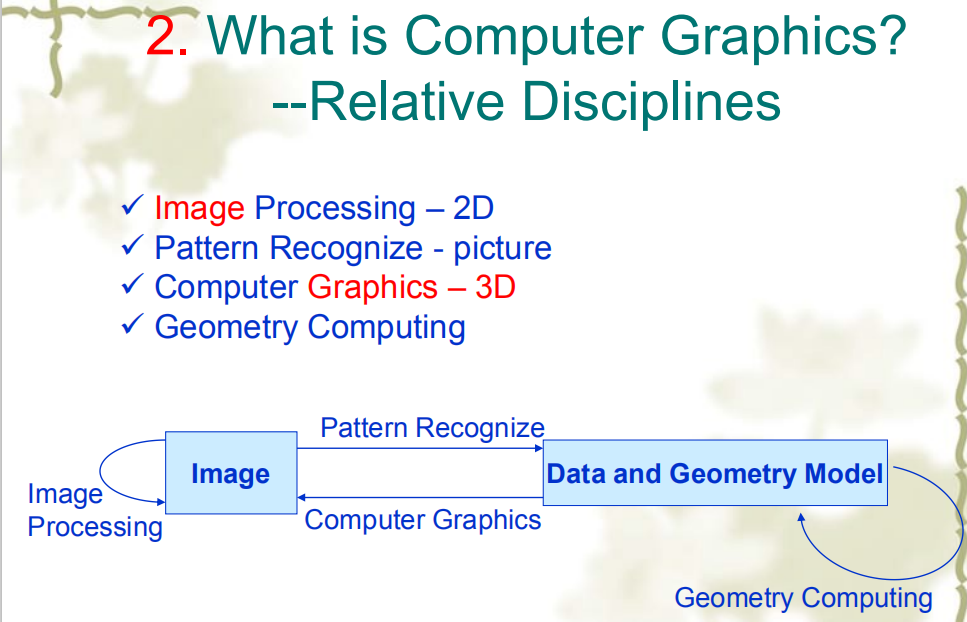 2. What is Computer Graphics?
--Relative Disciplines
✓ Image Processing – 2D
✓ Pattern Recognize - picture
✓ Computer Graphics – 3D
✓ Geometry Computing
Pattern Recognize
Image
Data and Geometry Model
Image
Processing
Computer Graphics
Geometry Computing